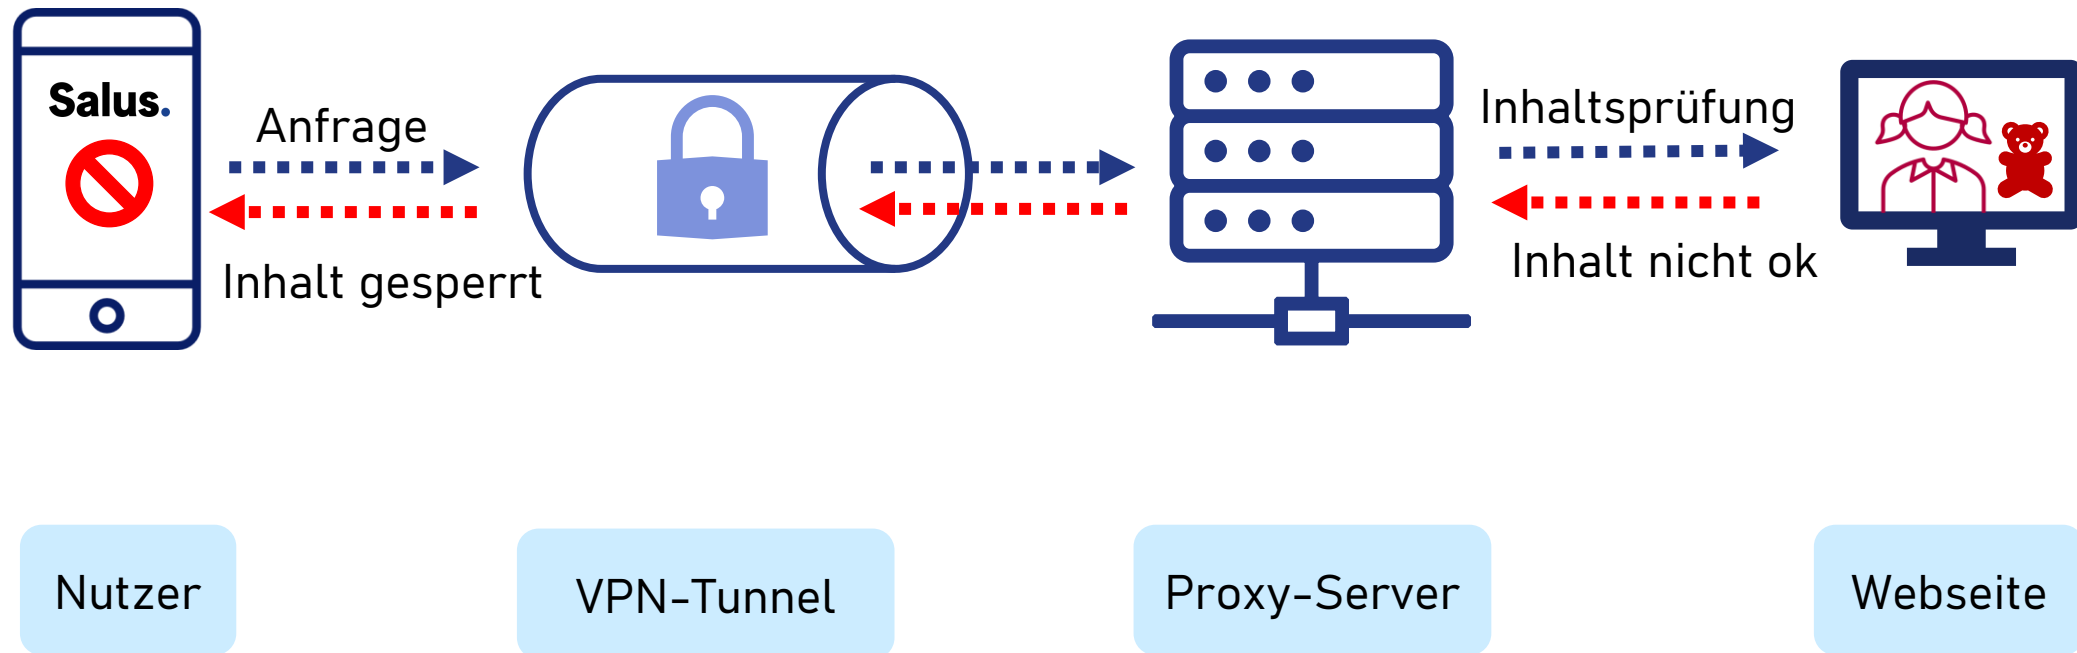 Salus.
Anfrage
Inhalt gesperrt
Inhaltsprüfung
Inhalt nicht ok
Nutzer
VPN-Tunnel
Proxy-Server
Webseite